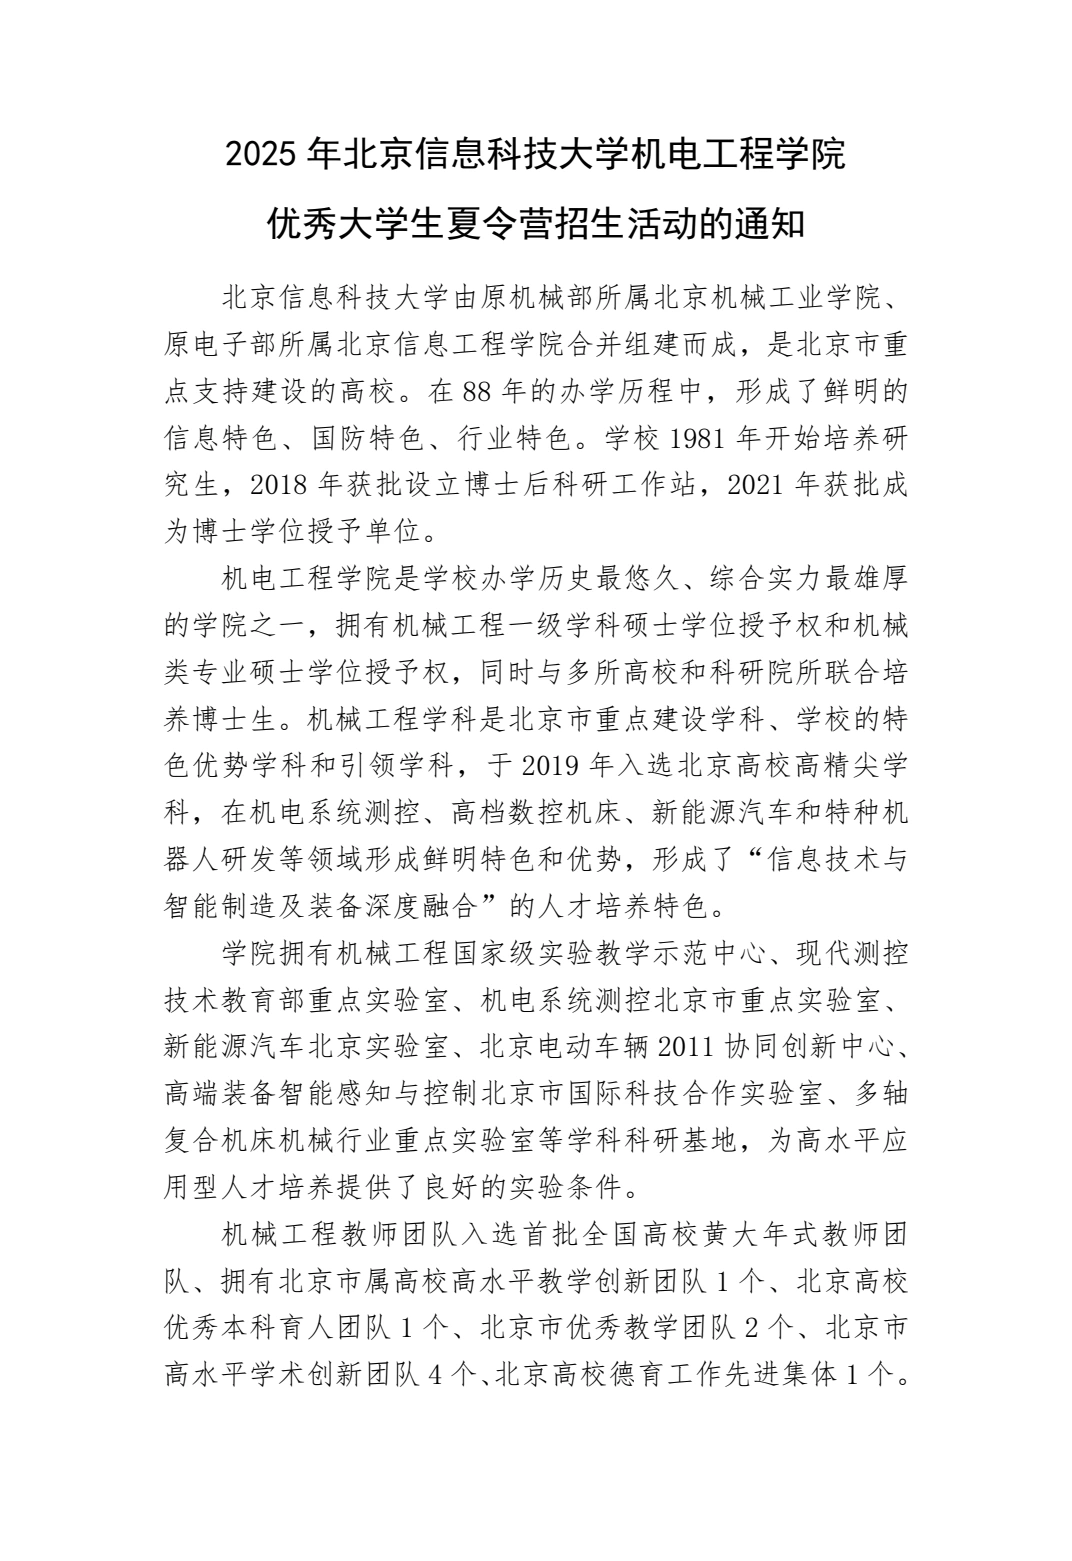 2025 年北京信息科技大学机电工程学院
优秀大学生夏令营招生活动的通知
北京信息科技大学由原机械部所属北京机械工业学院、
原电子部所属北京信息工程学院合并组建而成，是北京市重
点支持建设的高校。在 88 年的办学历程中，形成了鲜明的
信息特色、国防特色、行业特色。学校 1981 年开始培养研
究生，2018 年获批设立博士后科研工作站，2021 年获批成
为博士学位授予单位。
机电工程学院是学校办学历史最悠久、综合实力最雄厚
的学院之一，拥有机械工程一级学科硕士学位授予权和机械
类专业硕士学位授予权，同时与多所高校和科研院所联合培
养博士生。机械工程学科是北京市重点建设学科、学校的特
色优势学科和引领学科，于 2019 年入选北京高校高精尖学
科，在机电系统测控、高档数控机床、新能源汽车和特种机
器人研发等领域形成鲜明特色和优势，形成了“信息技术与
智能制造及装备深度融合”的人才培养特色。
学院拥有机械工程国家级实验教学示范中心、现代测控
技术教育部重点实验室、机电系统测控北京市重点实验室、
新能源汽车北京实验室、北京电动车辆 2011 协同创新中心、
高端装备智能感知与控制北京市国际科技合作实验室、多轴
复合机床机械行业重点实验室等学科科研基地，为高水平应
用型人才培养提供了良好的实验条件。
机械工程教师团队入选首批全国高校黄大年式教师团
队、拥有北京市属高校高水平教学创新团队 1 个、北京高校
优秀本科育人团队 1 个、北京市优秀教学团队 2 个、北京市
高水平学术创新团队 4 个、北京高校德育工作先进集体 1 个。